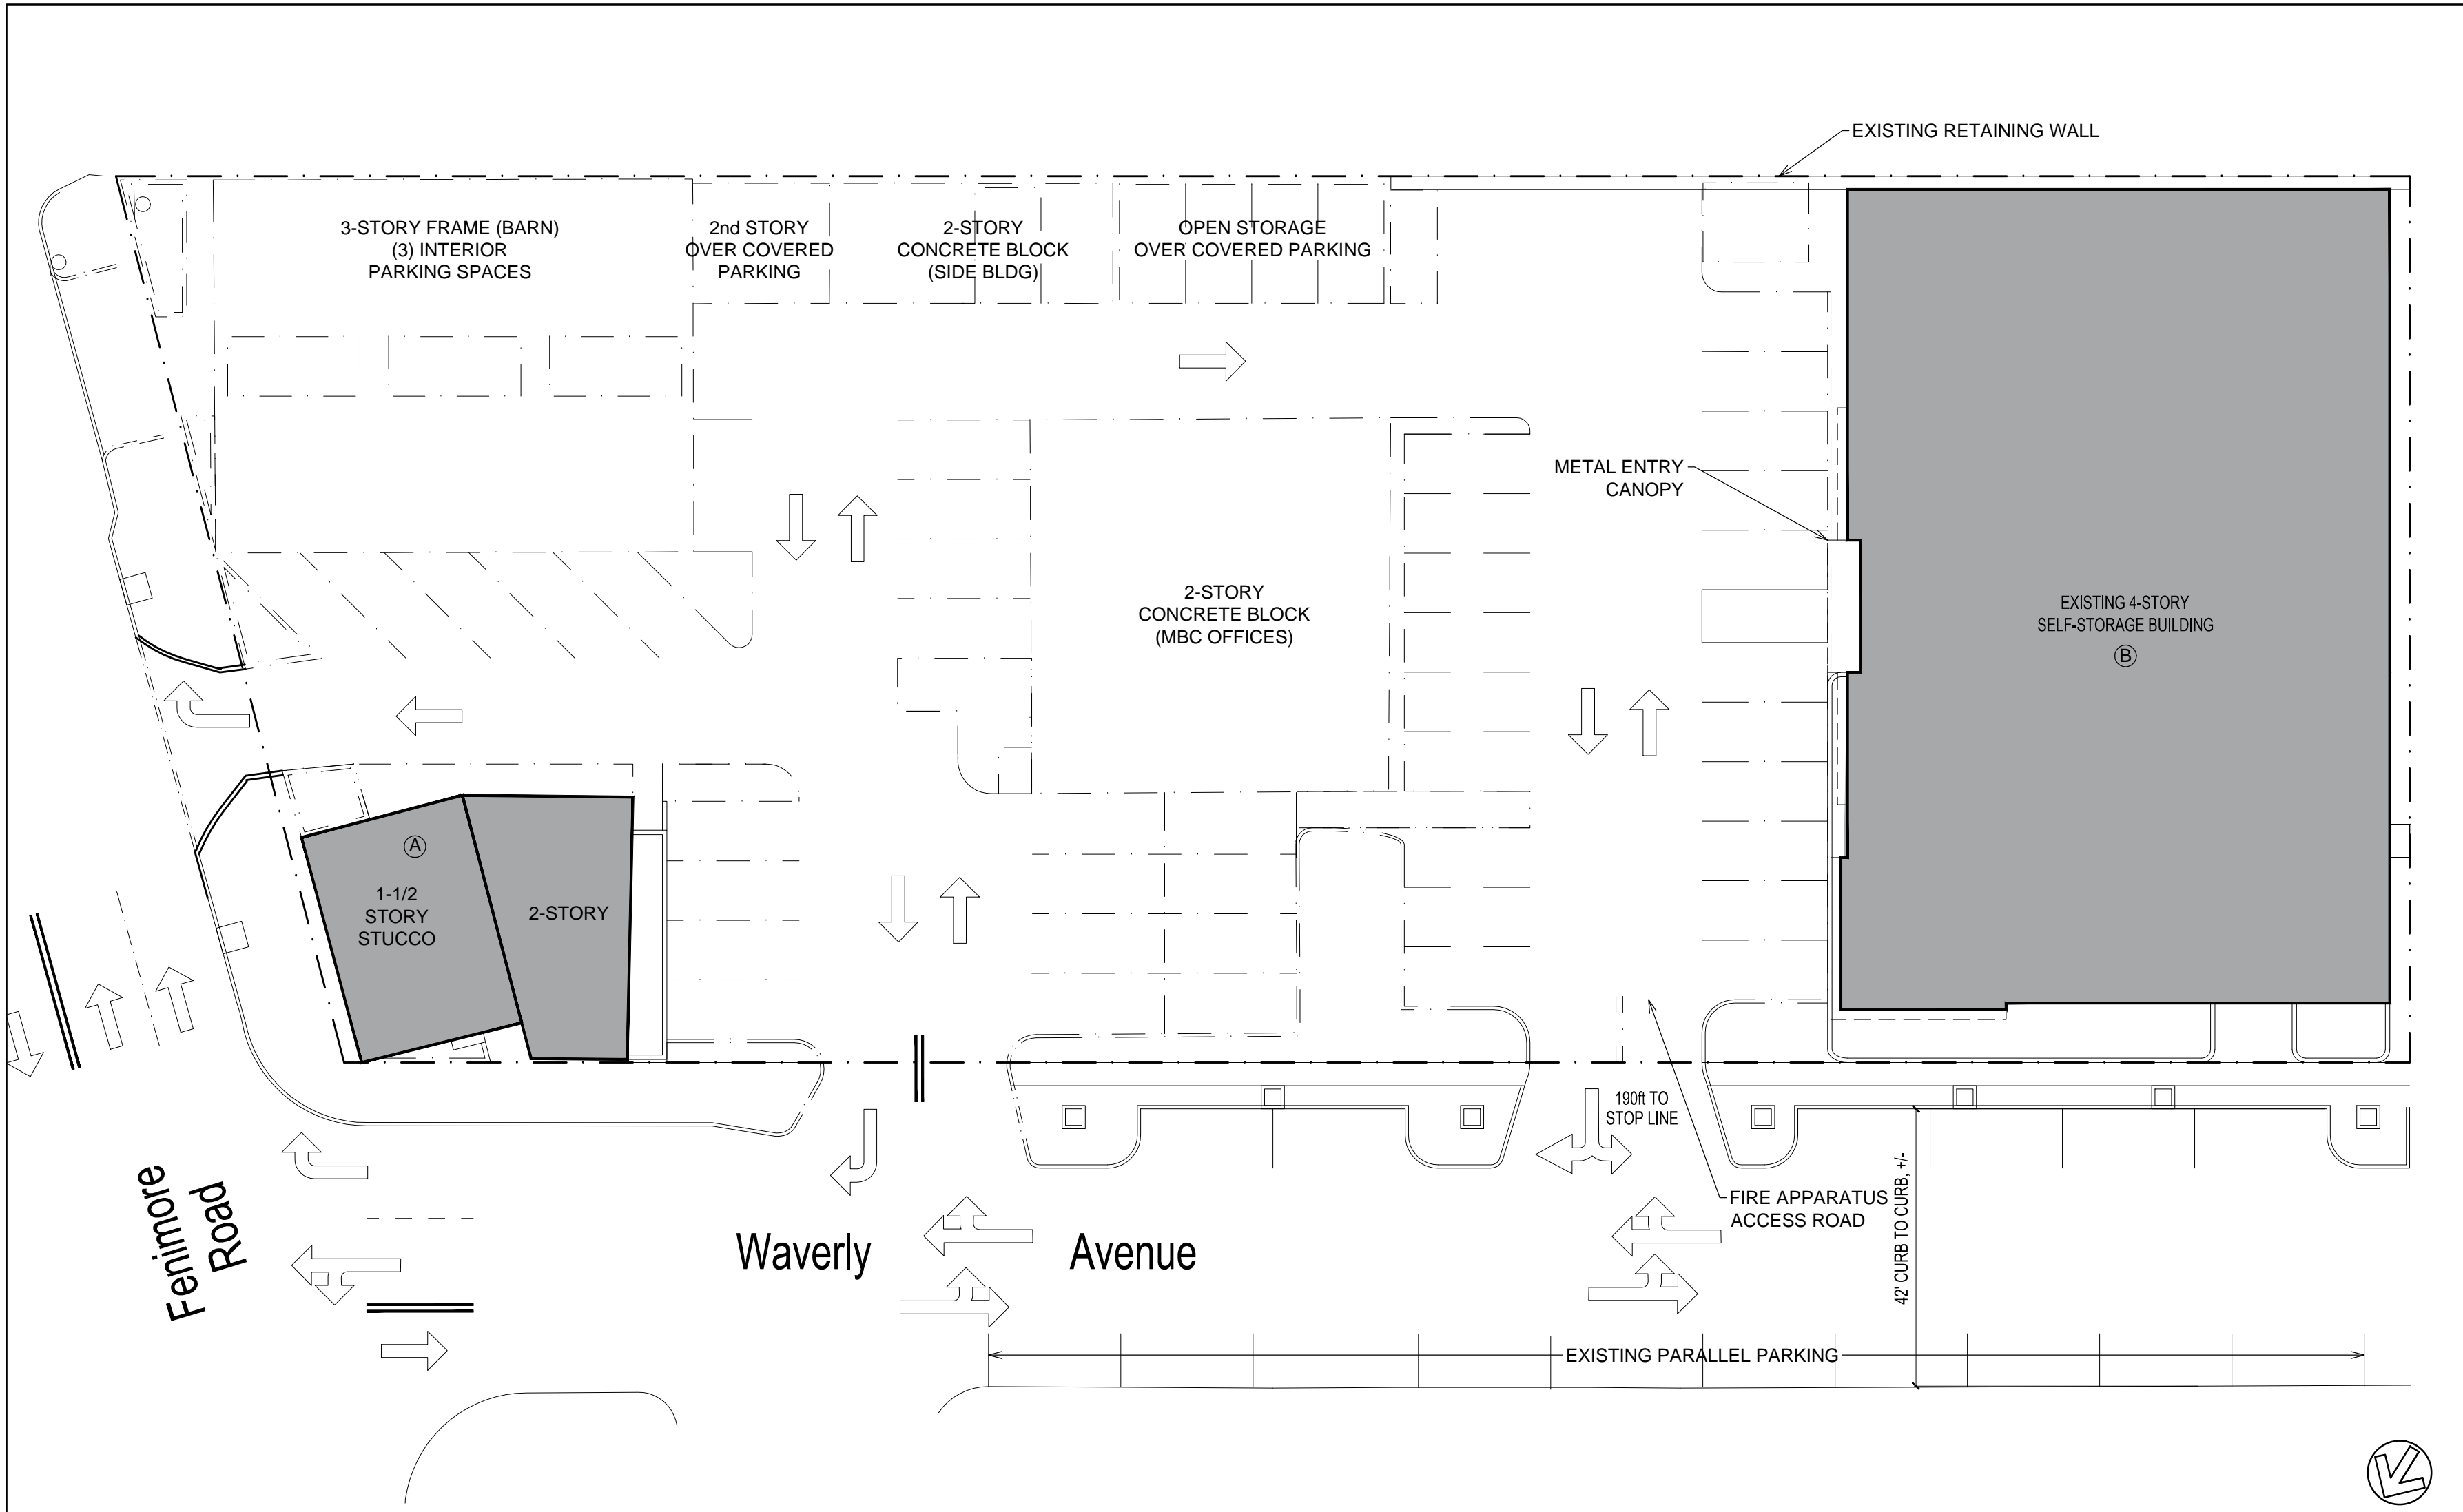 EXISTING RETAINING WALL
3-STORY FRAME (BARN)
(3) INTERIOR
PARKING SPACES
2nd STORY
OVER COVERED
PARKING
2-STORY
CONCRETE BLOCK
(SIDE BLDG)
OPEN STORAGE
OVER COVERED PARKING
METAL ENTRY
CANOPY
2-STORY
CONCRETE BLOCK
(MBC OFFICES)
EXISTING 4-STORY
SELF-STORAGE BUILDING
B
A
1-1/2
STORY
STUCCO
2-STORY
190ft TO
STOP LINE
FIRE APPARATUS
ACCESS ROAD
42' CURB TO CURB, +/-
Fenimore
Road
Waverly Avenue
EXISTING PARALLEL PARKING